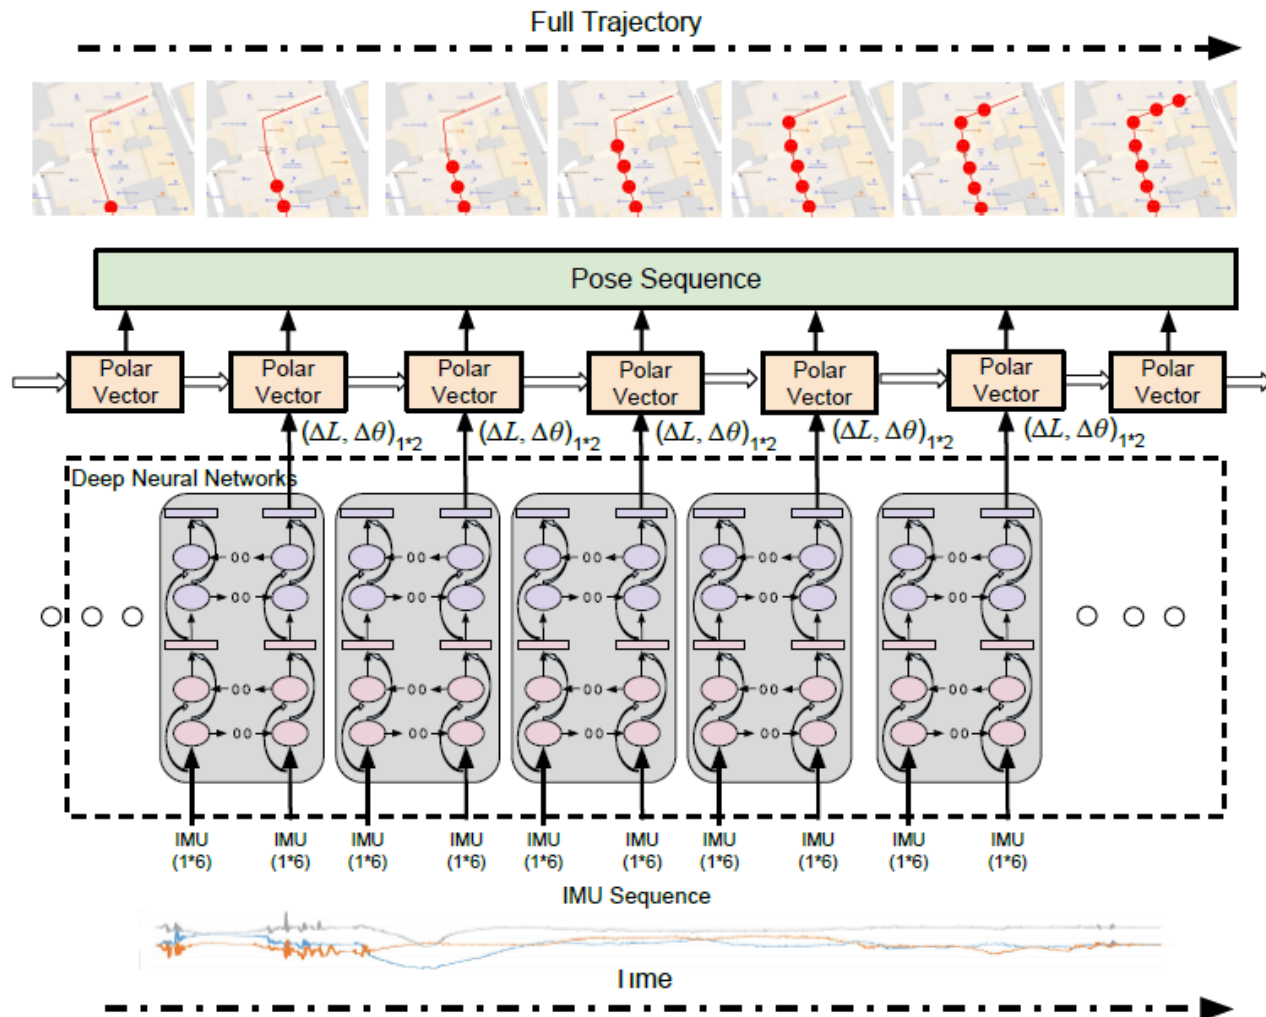 Full Trajectory
Pose Sequence
Polar Vector
Polar Vector
Polar Vector
Polar Vector
Polar Vector
Polar Vector
Polar Vector
(ΔL, Δθ)1*2
(ΔL, Δθ)1*2
(ΔL, Δθ)1*2
(ΔL, Δθ)1*2
(ΔL, Δθ)1*2
Deep Neural Networks
IMU (1*6)
IMU (1*6)
IMU (1*6)
IMU (1*6)
IMU (1*6)
IMU (1*6)
IMU (1*6)
IMU (1*6)
IMU (1*6)
IMU (1*6)
IMU Sequence
Time